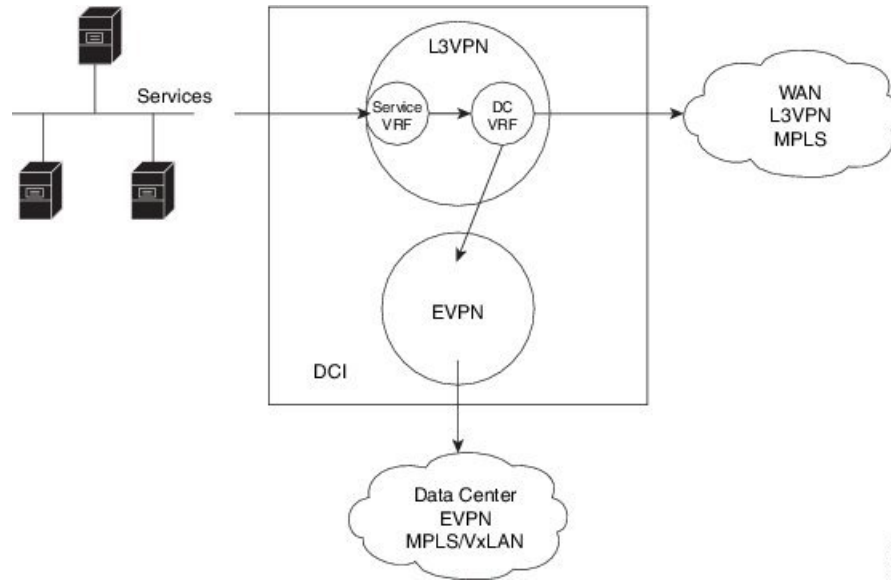 L3VPN
Services
Service
VRF
DC
VRF
WAN
L3VPN
MPLS
EVPN
DCI
Data Center
EVPN
MPLS/VxLAN